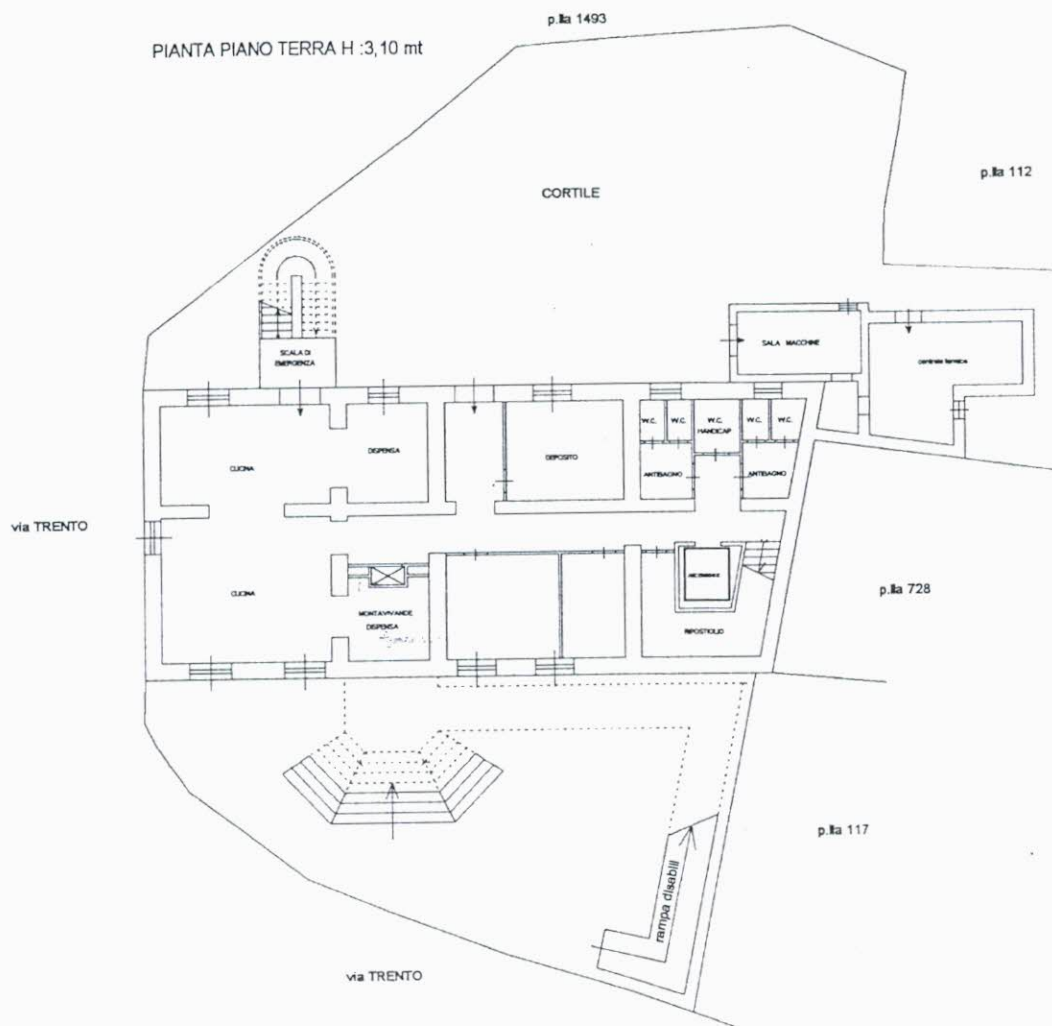 p.lla 1493
PIANTA PIANO TERRA H :3,10 mt
p.lla 112
CORTILE
SALA MACCHINE
centrale termica
SCALA DI
EMERGENZA
W.C.
W.C.
W.C.
HANDICAP
W.C.
W.C.
CUCINA
DISPENSA
DEPOSITO
ANTIBAGNO
ANTIBAGNO
via TRENTO
CUCINA
MONTAVIVANDE
DISPENSA
ASCENSORE
RIPOSTIGLIO
p.lla 728
rampa disabili
p.lla 117
via TRENTO